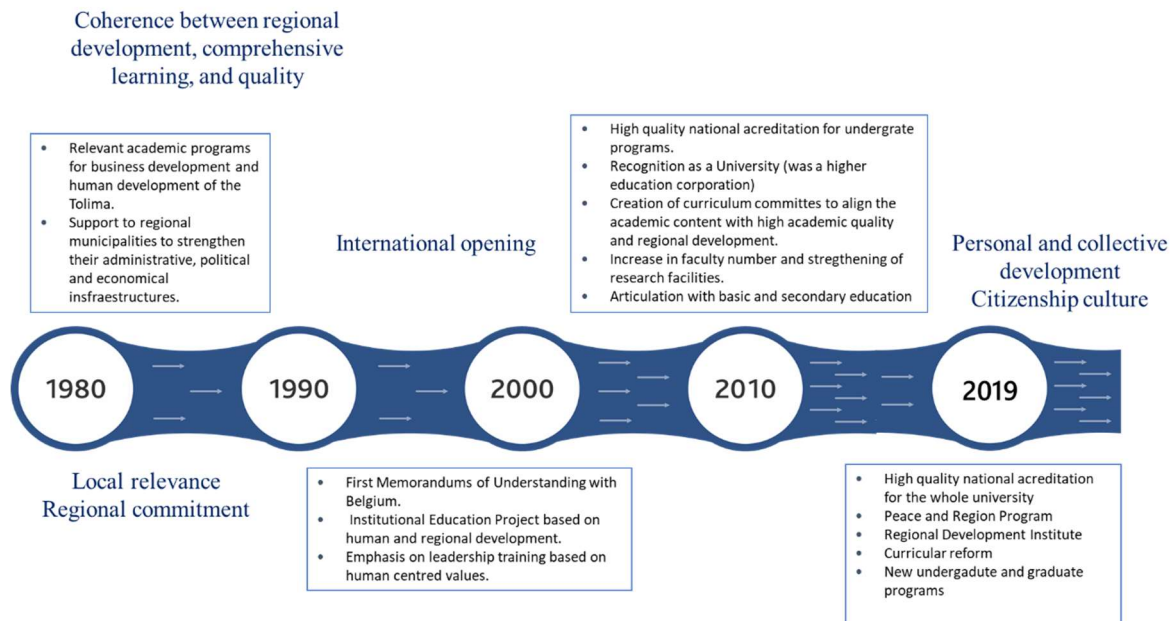 Coherence between regional
development, comprehensive
learning, and quality
• Relevant academic programs
for business development and
human development of the
Tolima.
• Support to regional
municipalities to strengthen
their administrative, political
and economical
insfraestructures.
International opening
• High quality national acreditation for undergrate
programs.
• Recognition as a University (was a higher
education corporation)
• Creation of curriculum committes to align the
academic content with high academic quality
and regional development.
• Increase in faculty number and stregthening of
research facilities.
• Articulation with basic and secondary education
Personal and collective
development
Citizenship culture
1980
1990
2000
2010
2019
Local relevance
Regional commitment
• First Memorandums of Understanding with
Belgium.
• Institutional Education Project based on
human and regional development.
• Emphasis on leadership training based on
human centred values.
• High quality national acreditation
for the whole university
• Peace and Region Program
• Regional Development Institute
• Curricular reform
• New undergadute and graduate
programs